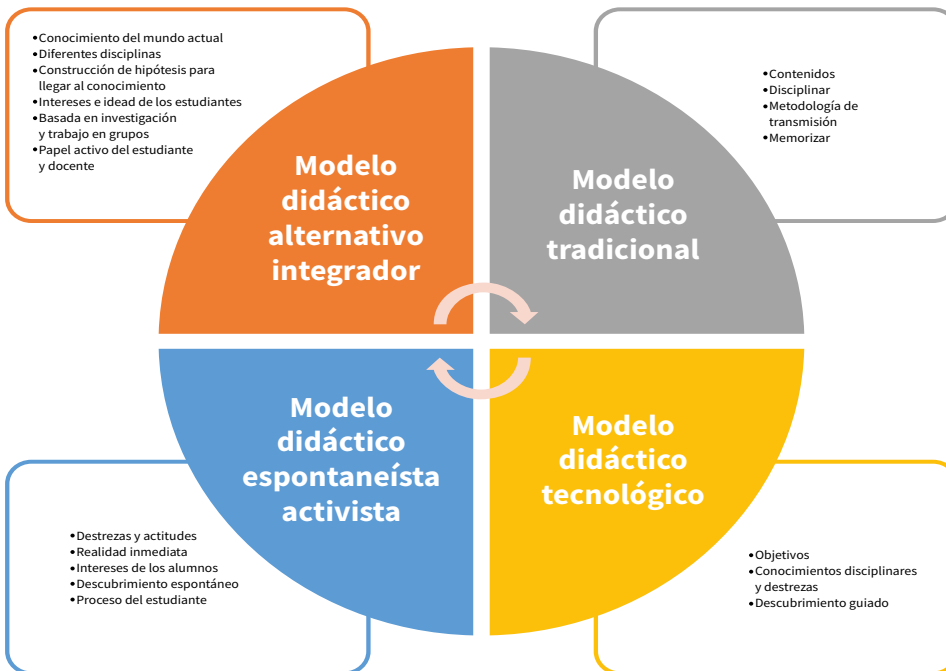 •Conocimiento del mundo actual
•Diferentes disciplinas
•Construcción de hipótesis para
llegar al conocimiento
•Intereses e idead de los estudiantes
•Basada en investigación
y trabajo en grupos
•Papel activo del estudiante
y docente
Modelo
didáctico
alternativo
integrador
•Contenidos
•Disciplinar
•Metodología de
transmisión
•Memorizar
Modelo
didáctico
tradicional
Modelo
didáctico
espontaneísta
activista
•Destrezas y actitudes
•Realidad inmediata
•Intereses de los alumnos
•Descubrimiento espontáneo
•Proceso del estudiante
Modelo
didáctico
tecnológico
•Objetivos
•Conocimientos disciplinares
y destrezas
•Descubrimiento guiado